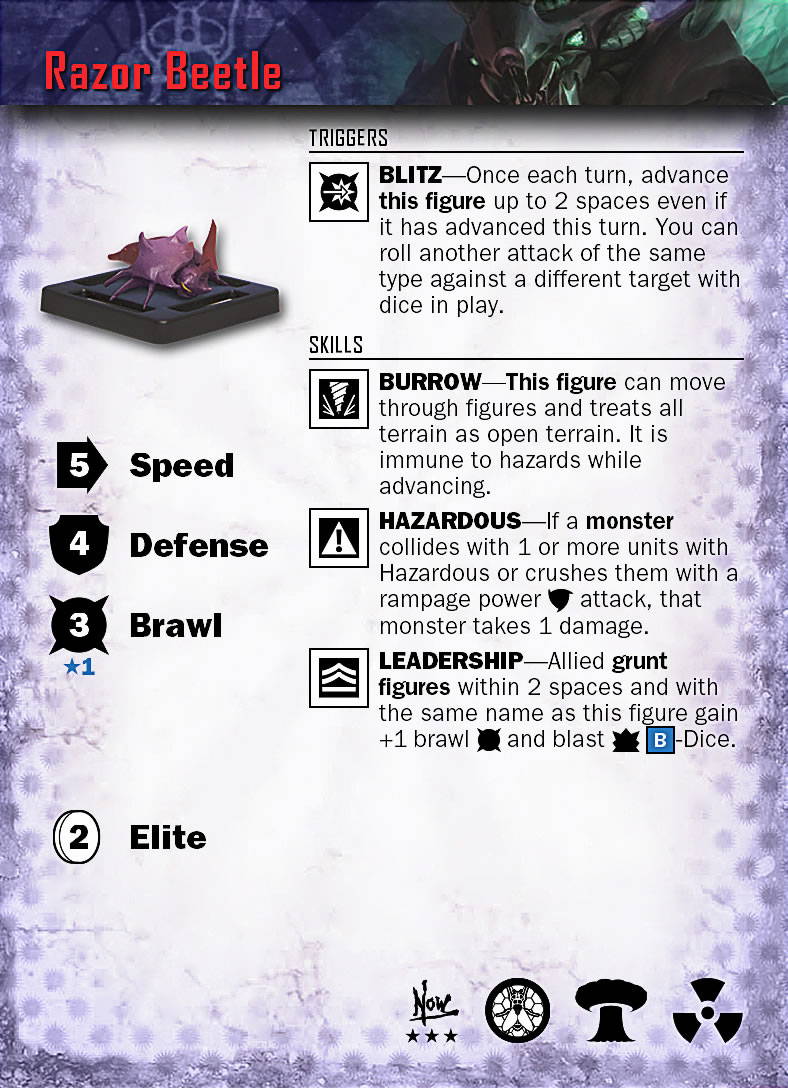 Razor Beetle
TRIGGERS
BLITZ—Once each turn, advance
this figure up to 2 spaces even if
it has advanced this turn. You can
roll another attack of the same
type against a different target with
dice in play.
SKILLS
BURROW—This figure can move
through figures and treats all
terrain as open terrain. It is
immune to hazards while
advancing.
HAZARDOUS—If a monster
collides with 1 or more units with
Hazardous or crushes them with a
rampage power attack, that
monster takes 1 damage.
LEADERSHIP—Allied grunt
figures within 2 spaces and with
the same name as this figure gain
+1 brawl and blast B-Dice.
5 Speed
4 Defense
3 Brawl
★1
2 Elite
Now
★★★